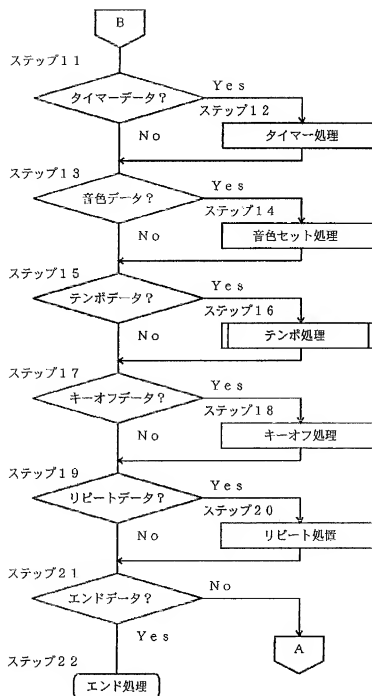 B
ステップ11
タイマーデータ？
Yes
ステップ12
タイマー処理
No
ステップ13
音色データ？
Yes
ステップ14
音色セット処理
No
ステップ15
テンポデータ？
Yes
ステップ16
テンポ処理
No
ステップ17
キーオフデータ？
Yes
ステップ18
キーオフ処理
No
ステップ19
リピートデータ？
Yes
ステップ20
リピート処置
No
ステップ21
エンドデータ？
No
A
Yes
ステップ22
エンド処理